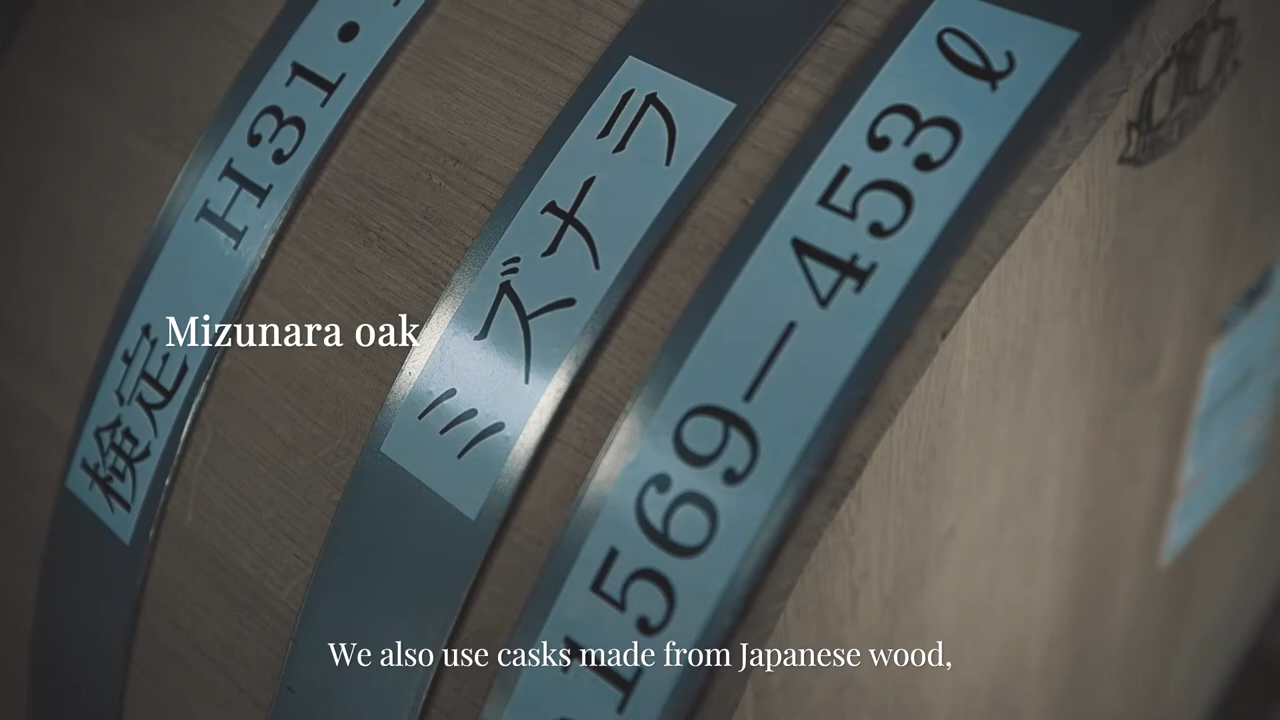 検定 H31・
ミズナラ
1569-453ℓ
Mizunara oak
We also use casks made from Japanese wood,